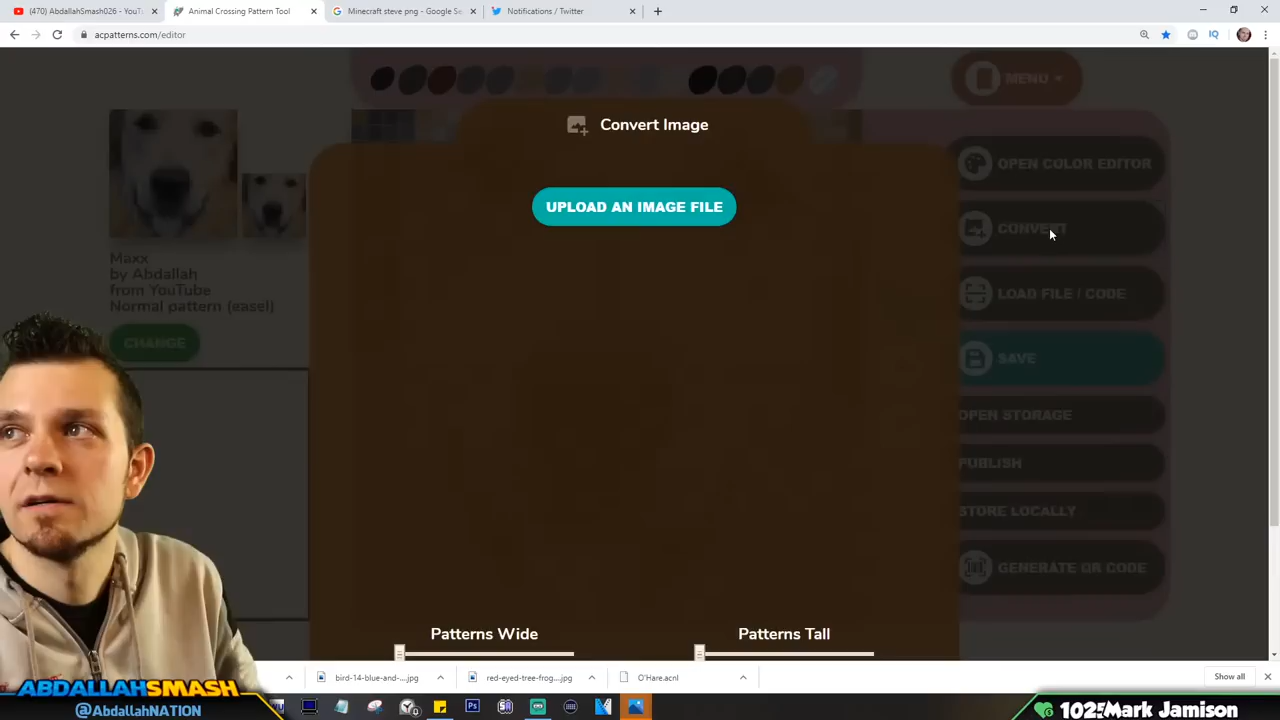 (470) AbdallahSmash026 - YouT
Animal Crossing Pattern Tool
Minecraft steve png - Google Se
Notifications / Twitter
acpatterns.com/editor
MENU
Convert Image
UPLOAD AN IMAGE FILE
OPEN COLOR EDITOR
CONVERT
LOAD FILE / CODE
SAVE
OPEN STORAGE
PUBLISH
STORE LOCALLY
GENERATE QR CODE
Maxx
by Abdallah
from YouTube
Normal pattern (easel)
CHANGE
Patterns Wide
Patterns Tall
bird-14-blue-and-....jpg
red-eyed-tree-frog....jpg
O'Hare.acnl
Show all
ABDALLAHSMASH
@AbdallahNATION
Mark Jamison